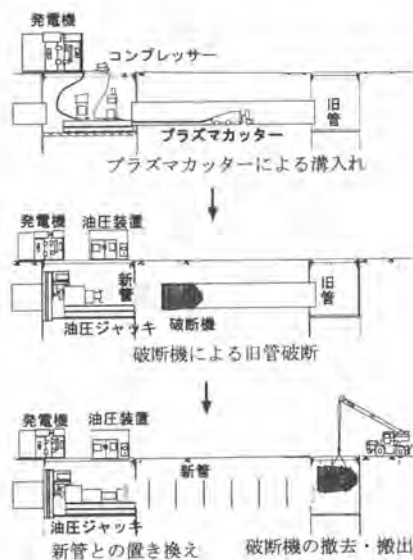 発電機
コンプレッサー
プラズマカッター
旧管
プラズマカッターによる溝入れ
発電機
油圧装置
新管
旧管
油圧ジャッキ
破断機
破断機による旧管破断
発電機
油圧装置
新管
油圧ジャッキ
新管との置き換え
破断機の撤去・搬出